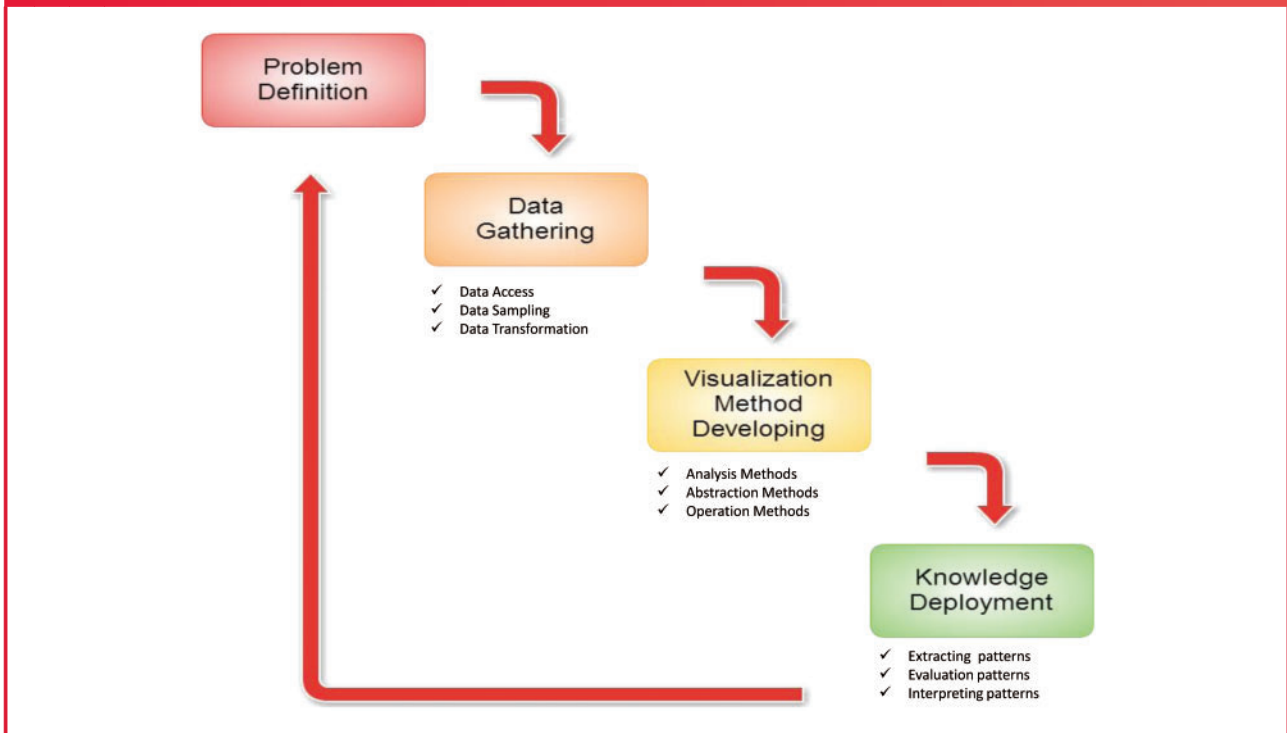 Problem
Definition
Data
Gathering
✓ Data Access
✓ Data Sampling
✓ Data Transformation
Visualization
Method
Developing
✓ Analysis Methods
✓ Abstraction Methods
✓ Operation Methods
Knowledge
Deployment
✓ Extracting patterns
✓ Evaluation patterns
✓ Interpreting patterns